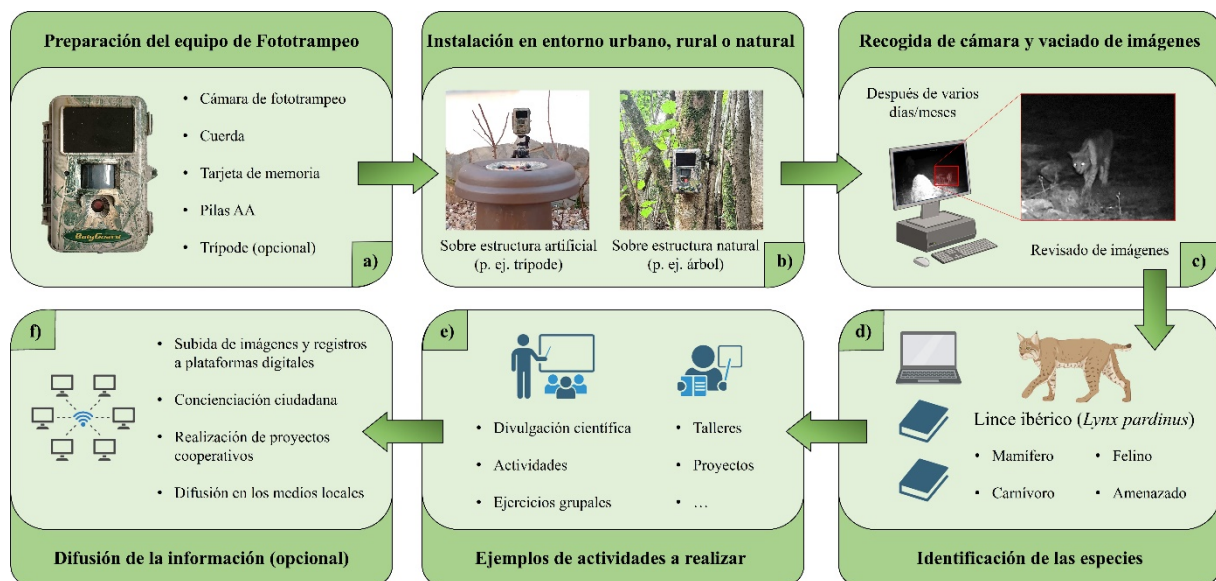 Preparación del equipo de Fototrampeo
• Cámara de fototrampeo
• Cuerda
• Tarjeta de memoria
• Pilas AA
• Trípode (opcional)
BolyGuard
a)
Instalación en entorno urbano, rural o natural
Sobre estructura artificial
(p. ej. trípode)
Sobre estructura natural
(p. ej. árbol)
b)
Recogida de cámara y vaciado de imágenes
Después de varios
días/meses
Revisado de imágenes
c)
d)
Lince ibérico (Lynx pardinus)
• Mamífero
• Felino
• Carnívoro
• Amenazado
Identificación de las especies
e)
• Divulgación científica
• Talleres
• Actividades
• Proyectos
• Ejercicios grupales
• …
Ejemplos de actividades a realizar
f)
• Subida de imágenes y registros
a plataformas digitales
• Concienciación ciudadana
• Realización de proyectos
cooperativos
• Difusión en los medios locales
Difusión de la información (opcional)